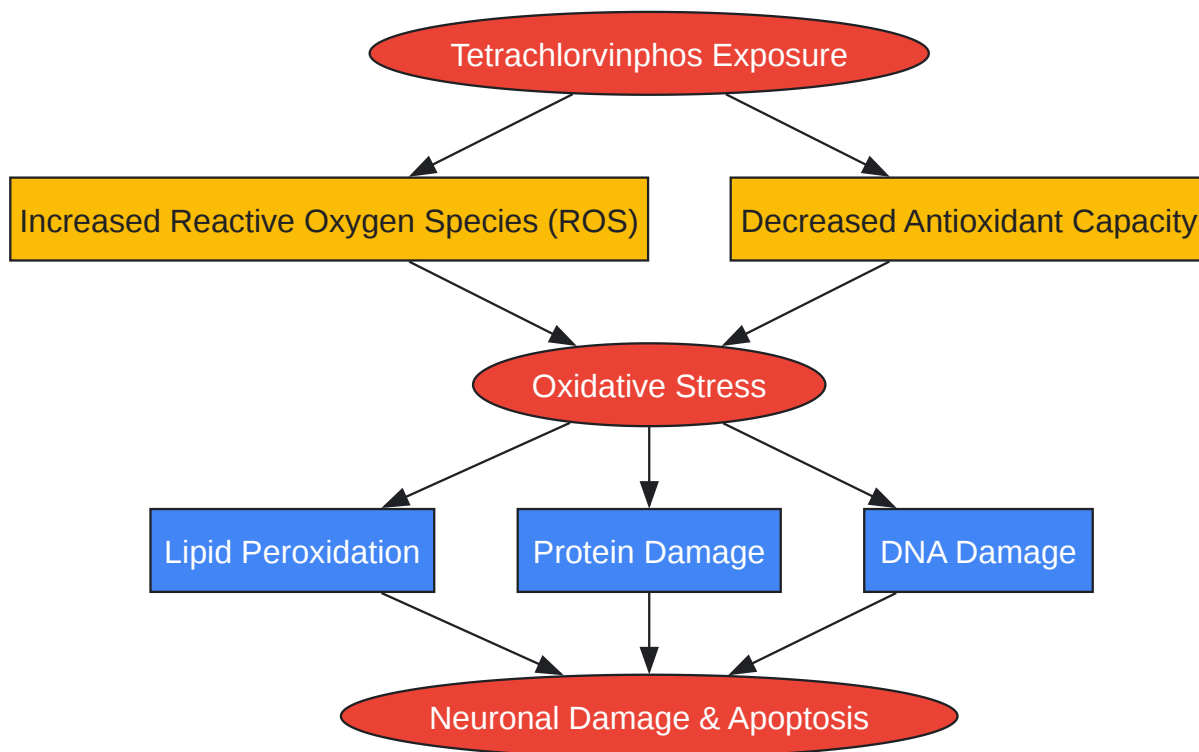 Tetrachlorvinphos Exposure
Increased Reactive Oxygen Species (ROS)
Decreased Antioxidant Capacity
Oxidative Stress
Lipid Peroxidation
Protein Damage
DNA Damage
Neuronal Damage & Apoptosis